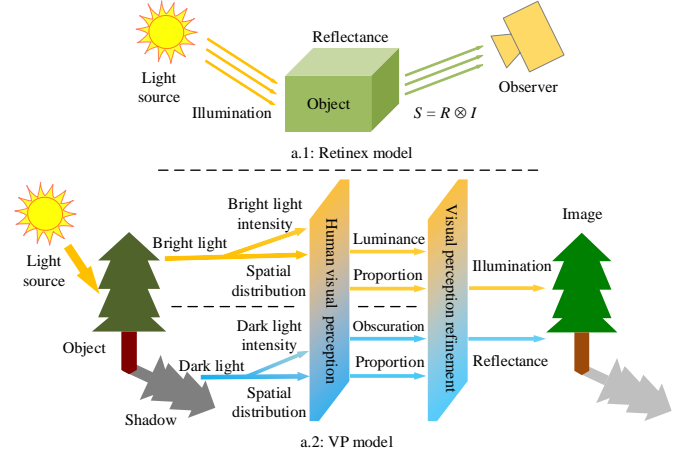 Reflectance
Light
source
Illumination
Object
S = R ⊗ I
Observer
a.1: Retinex model
Light
source
Object
Shadow
Bright light
Bright light
intensity
Spatial
distribution
Dark light
Dark light
intensity
Spatial
distribution
Human visual perception
Luminance
Proportion
Obscuration
Proportion
Visual perception refinement
Illumination
Reflectance
Image
a.2: VP model